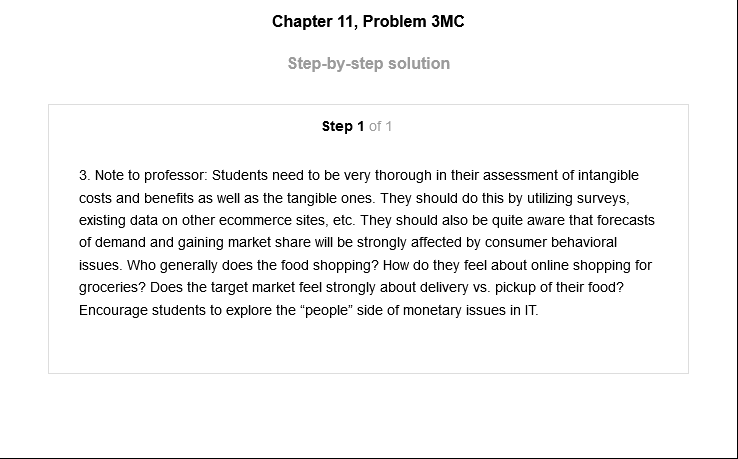 Chapter 11, Problem 3MC
Step-by-step solution
Step 1 of 1
3. Note to professor: Students need to be very thorough in their assessment of intangible
costs and benefits as well as the tangible ones. They should do this by utilizing surveys,
existing data on other ecommerce sites, etc. They should also be quite aware that forecasts
of demand and gaining market share will be strongly affected by consumer behavioral
issues. Who generally does the food shopping? How do they feel about online shopping for
groceries? Does the target market feel strongly about delivery vs. pickup of their food?
Encourage students to explore the “people” side of monetary issues in IT.